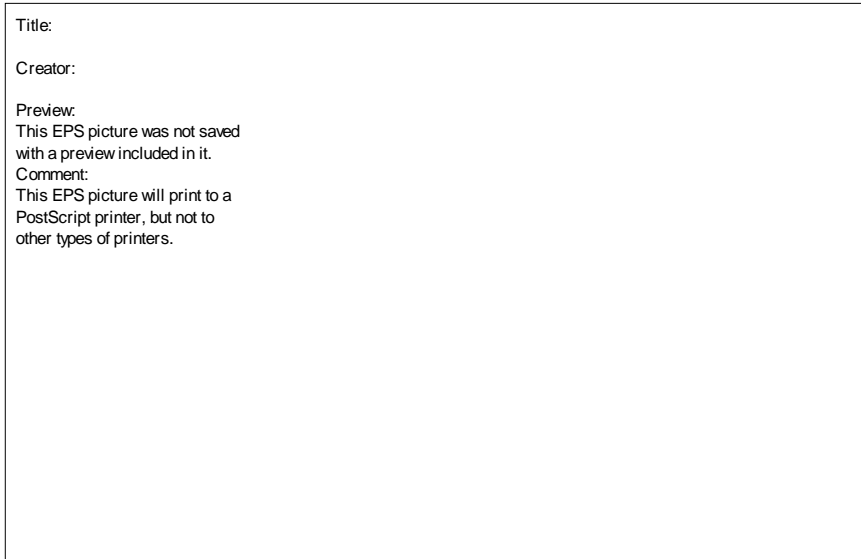 Title:
Creator:
Preview:
This EPS picture was not saved
with a preview included in it.
Comment:
This EPS picture will print to a
PostScript printer, but not to
other types of printers.